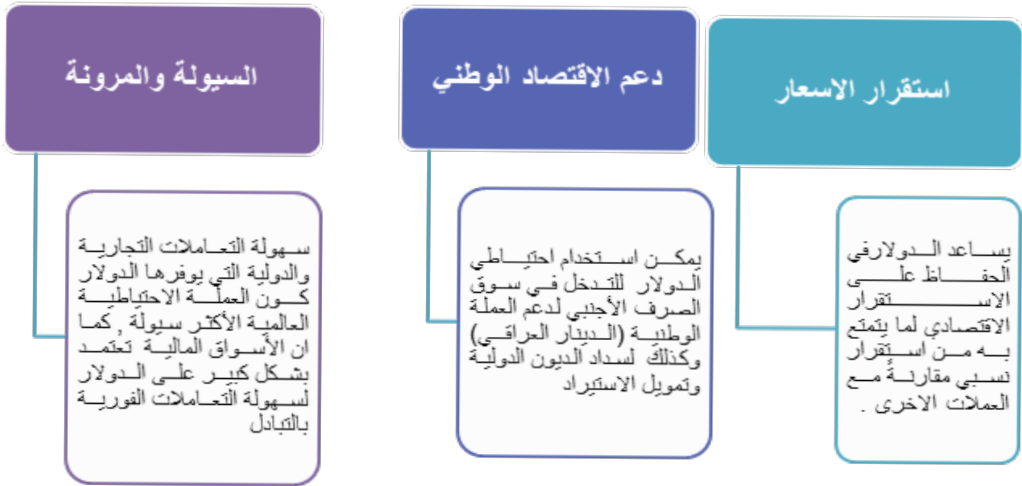 استقرار الاسعار
يساعد الدولارفي
الحفاظ على
الاستقرار
الاقتصادي لما يتمتع
به من استقرار
نسبي مقارنةً مع
العملات الاخرى .
دعم الاقتصاد الوطني
يمكن استخدام احتياطي
الدولار للتدخل في سوق
الصرف الأجنبي لدعم العملة
الوطنية (الدينار العراقي)
وكذلك لسداد الديون الدولية
وتمويل الاستيراد
السيولة والمرونة
سهولة التعاملات التجارية
والدولية التي يوفرها الدولار
كون العملة الاحتياطية
العالمية الأكثر سيولة , كما
ان الأسواق المالية تعتمد
بشكل كبير على الدولار
لسهولة التعاملات الفورية
بالتبادل